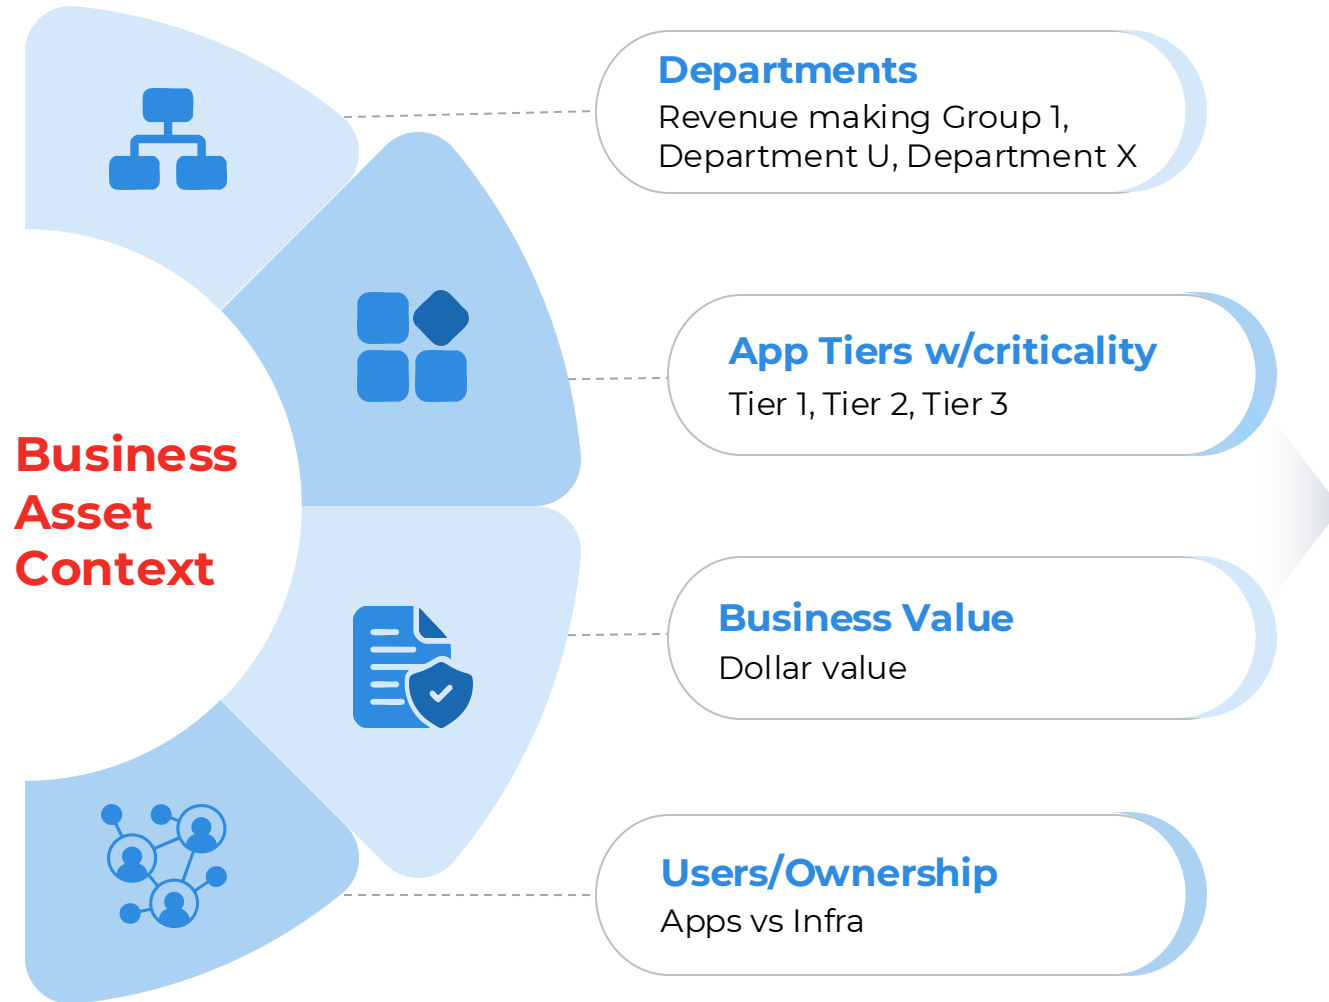 Business
Asset
Context
Departments
Revenue making Group 1,
Department U, Department X
App Tiers w/criticality
Tier 1, Tier 2, Tier 3
Business Value
Dollar value
Users/Ownership
Apps vs Infra